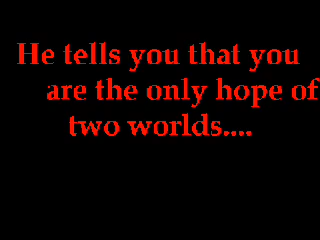 He tells you that you
are the only hope of
two worlds....